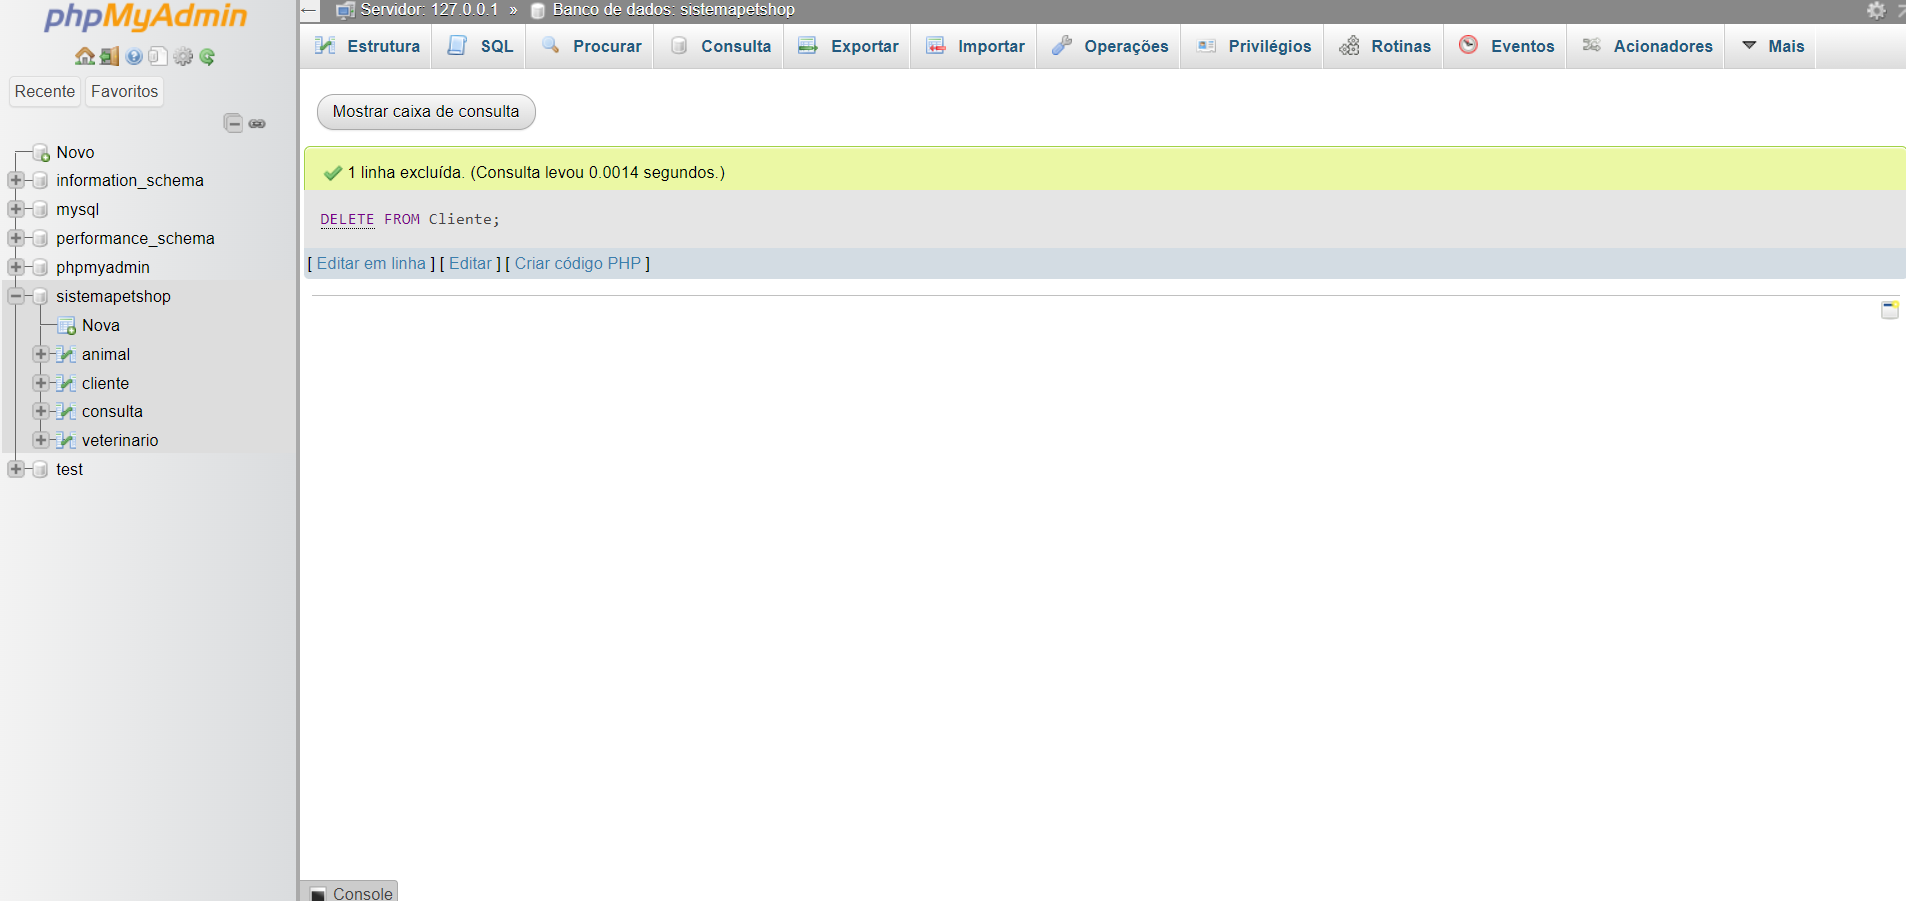 phpMyAdmin
Recente Favoritos
Novo
information_schema
mysql
performance_schema
phpmyadmin
sistemapetshop
Nova
animal
cliente
consulta
veterinario
test
Servidor: 127.0.0.1 » Banco de dados: sistemapetshop
Estrutura SQL Procurar Consulta Exportar Importar Operações Privilégios Rotinas Eventos Acionadores Mais
Mostrar caixa de consulta
1 linha excluída. (Consulta levou 0.0014 segundos.)
DELETE FROM Cliente;
[ Editar em linha ] [ Editar ] [ Criar código PHP ]
Console